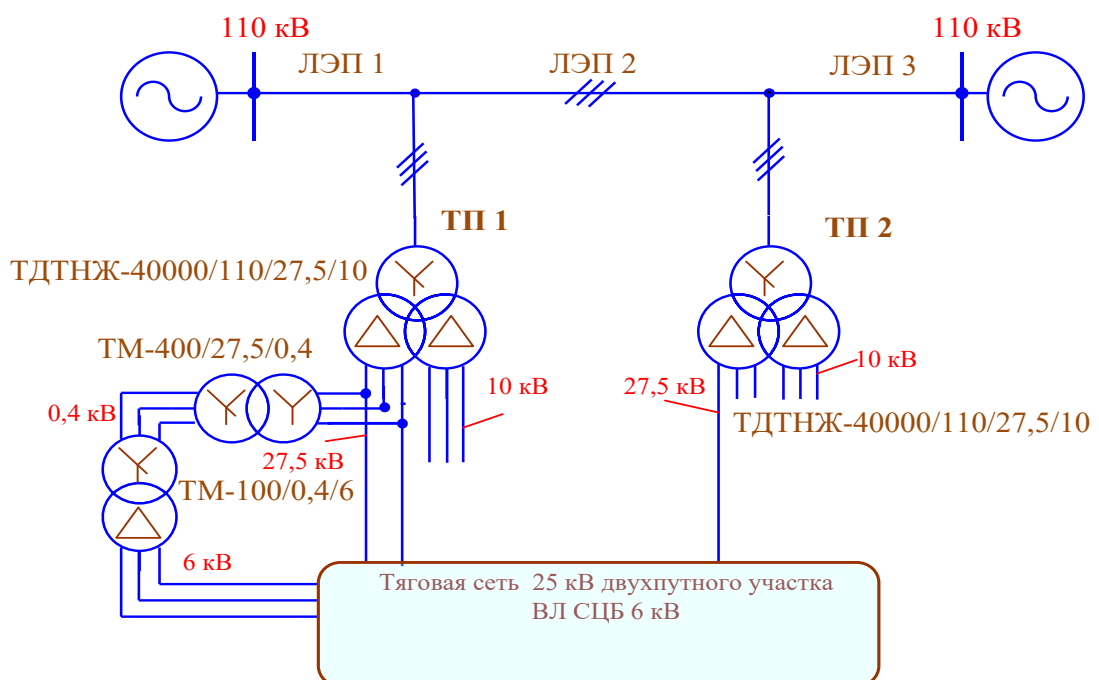 110 кВ
110 кВ
ЛЭП 1
ЛЭП 2
ЛЭП 3
ТП 1
ТП 2
ТДТНЖ-40000/110/27,5/10
ТМ-400/27,5/0,4
10 кВ
10 кВ
27,5 кВ
0,4 кВ
ТДТНЖ-40000/110/27,5/10
27,5 кВ
ТМ-100/0,4/6
6 кВ
Тяговая сеть 25 кВ двухпутного участка
ВЛ СЦБ 6 кВ